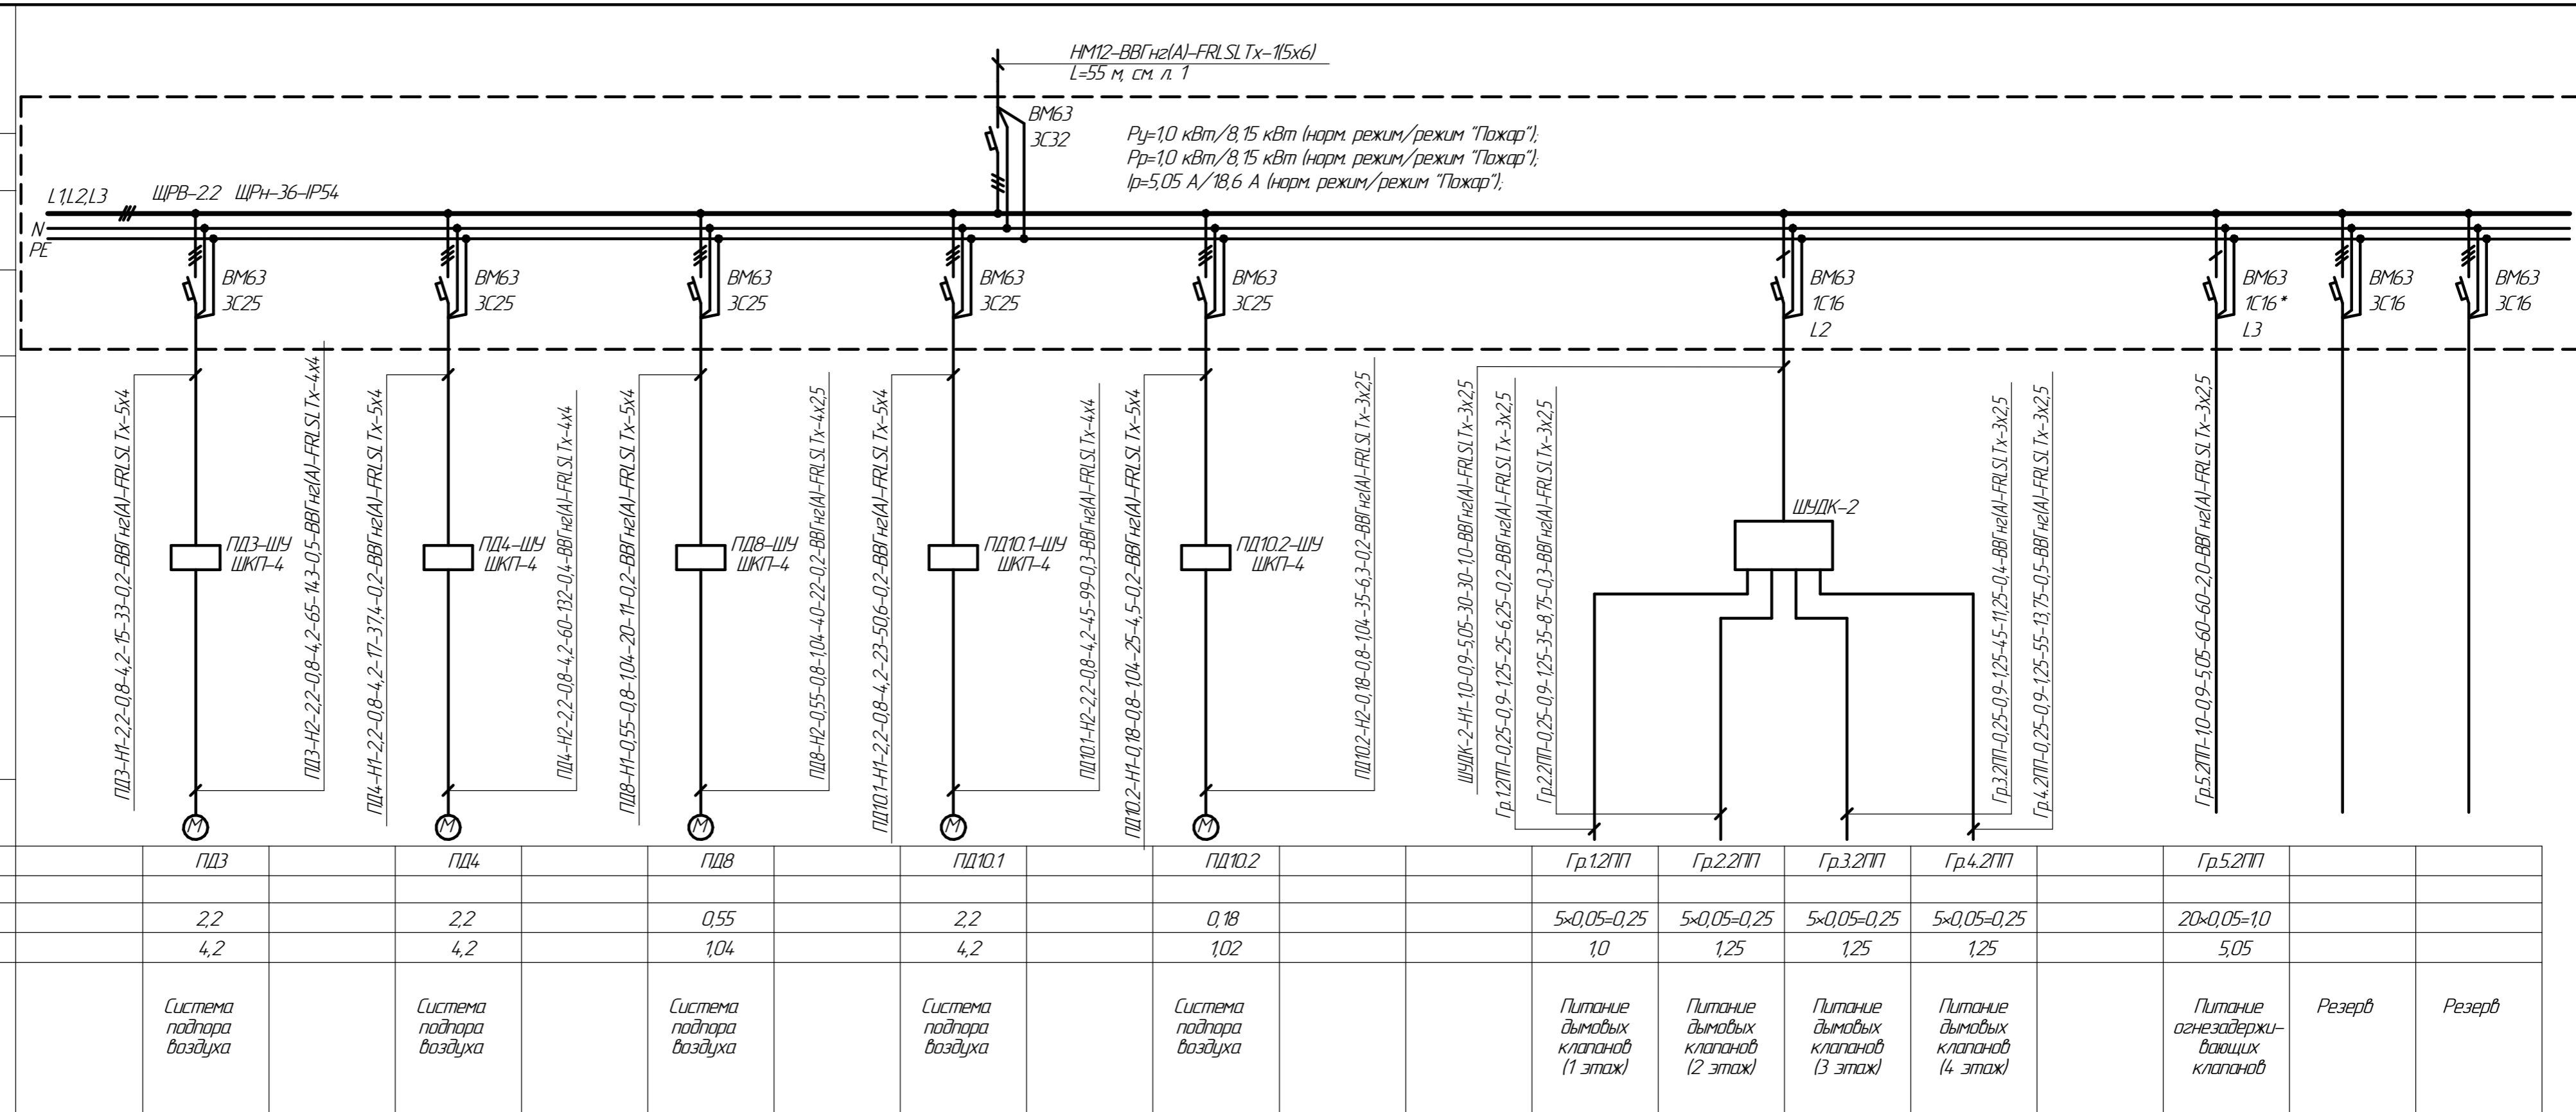 НМ12-ВВГнг(А)-FRLSLTx-1(5х6)
L=55 м, см. л. 1
ВМ63
3С32
Ру=1,0 кВт/8,15 кВт (норм. режим/режим "Пожар");
Рр=1,0 кВт/8,15 кВт (норм. режим/режим "Пожар");
Iр=5,05 А/18,6 А (норм. режим/режим "Пожар");
L1,L2,L3
ЩРВ-2.2 ЩРн-36-IP54
N
PE
ВМ63
3С25
ВМ63
3С25
ВМ63
3С25
ВМ63
3С25
ВМ63
3С25
ВМ63
1С16
L2
ВМ63
1С16*
L3
ВМ63
3С16
ВМ63
3С16
ПД3-Н1-2,2-0,8-4,2-15-33-0,2-ВВГнг(А)-FRLSLTx-5х4
ПД3-Н2-2,2-0,8-4,2-65-143-0,5-ВВГнг(А)-FRLSLTx-4х4
ПД4-Н1-2,2-0,8-4,2-17-37,4-0,2-ВВГнг(А)-FRLSLTx-5х4
ПД4-Н2-2,2-0,8-4,2-60-132-0,4-ВВГнг(А)-FRLSLTx-4х4
ПД8-Н1-0,55-0,8-1,04-20-11-0,2-ВВГнг(А)-FRLSLTx-5х4
ПД8-Н2-0,55-0,8-1,04-40-22-0,2-ВВГнг(А)-FRLSLTx-4х2,5
ПД10.1-Н1-2,2-0,8-4,2-23-50,6-0,2-ВВГнг(А)-FRLSLTx-5х4
ПД10.1-Н2-2,2-0,8-4,2-45-99-0,3-ВВГнг(А)-FRLSLTx-4х4
ПД10.2-Н1-0,18-0,8-1,04-25-4,5-0,2-ВВГнг(А)-FRLSLTx-5х4
ПД10.2-Н2-0,18-0,8-1,04-35-6,3-0,2-ВВГнг(А)-FRLSLTx-3х2,5
ШУДК-2-Н1-1,0-0,9-5,05-30-30-1,0-ВВГнг(А)-FRLSLTx-3х2,5
Гр.1.2ПП-0,25-0,9-1,25-25-6,25-0,2-ВВГнг(А)-FRLSLTx-3х2,5
Гр.2.2ПП-0,25-0,9-1,25-35-8,75-0,3-ВВГнг(А)-FRLSLTx-3х2,5
Гр.3.2ПП-0,25-0,9-1,25-45-11,25-0,4-ВВГнг(А)-FRLSLTx-3х2,5
Гр.4.2ПП-0,25-0,9-1,25-55-13,75-0,5-ВВГнг(А)-FRLSLTx-3х2,5
Гр.5.2ПП-1,0-0,9-5,05-60-60-2,0-ВВГнг(А)-FRLSLTx-3х2,5
ШУДК-2
ПД3-ШУ
ШКП-4
ПД4-ШУ
ШКП-4
ПД8-ШУ
ШКП-4
ПД10.1-ШУ
ШКП-4
ПД10.2-ШУ
ШКП-4
М
М
М
М
М
ПД3 ПД4 ПД8 ПД10.1 ПД10.2 Гр.1.2ПП Гр.2.2ПП Гр.3.2ПП Гр.4.2ПП Гр.5.2ПП
2,2 2,2 0,55 2,2 0,18 5×0,05=0,25 5×0,05=0,25 5×0,05=0,25 5×0,05=0,25 20×0,05=1,0
4,2 4,2 1,04 4,2 1,02 1,0 1,25 1,25 1,25 5,05
Система
подпора
воздуха
Система
подпора
воздуха
Система
подпора
воздуха
Система
подпора
воздуха
Система
подпора
воздуха
Питание
дымовых
клапанов
(1 этаж)
Питание
дымовых
клапанов
(2 этаж)
Питание
дымовых
клапанов
(3 этаж)
Питание
дымовых
клапанов
(4 этаж)
Питание
огнезадержи-
вающих
клапанов
Резерв
Резерв